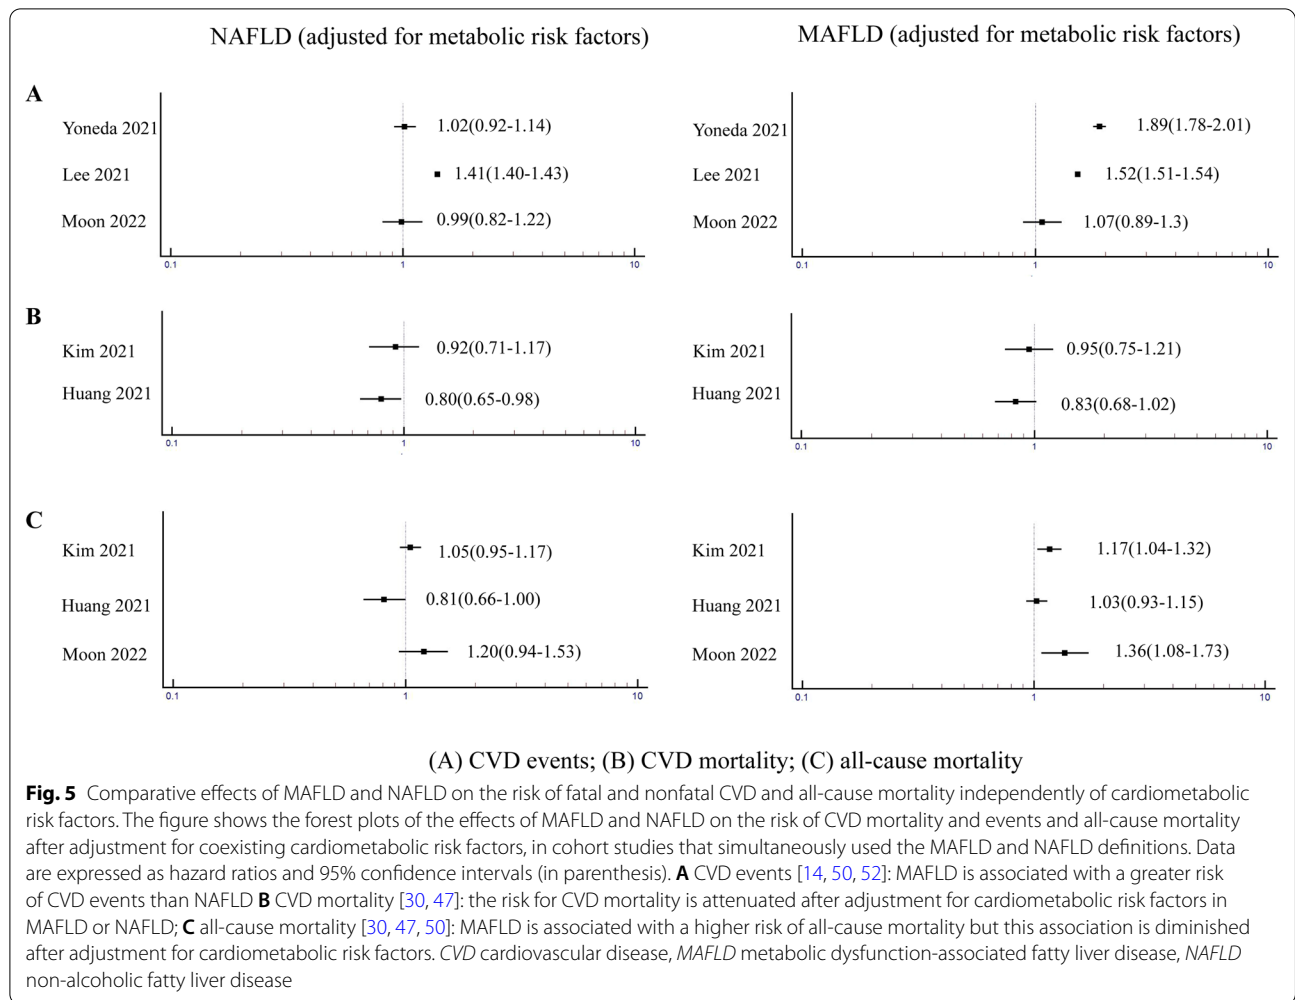 NAFLD (adjusted for metabolic risk factors)
MAFLD (adjusted for metabolic risk factors)
A
Yoneda 2021 1.02(0.92-1.14)
Lee 2021 1.41(1.40-1.43)
Moon 2022 0.99(0.82-1.22)
0.1 1 10
Yoneda 2021 1.89(1.78-2.01)
Lee 2021 1.52(1.51-1.54)
Moon 2022 1.07(0.89-1.3)
0.1 1 10
B
Kim 2021 0.92(0.71-1.17)
Huang 2021 0.80(0.65-0.98)
0.1 1 10
Kim 2021 0.95(0.75-1.21)
Huang 2021 0.83(0.68-1.02)
0.1 1 10
C
Kim 2021 1.05(0.95-1.17)
Huang 2021 0.81(0.66-1.00)
Moon 2022 1.20(0.94-1.53)
0.1 1 10
Kim 2021 1.17(1.04-1.32)
Huang 2021 1.03(0.93-1.15)
Moon 2022 1.36(1.08-1.73)
0.1 1 10
(A) CVD events; (B) CVD mortality; (C) all-cause mortality
Fig. 5 Comparative effects of MAFLD and NAFLD on the risk of fatal and nonfatal CVD and all-cause mortality independently of cardiometabolic
risk factors. The figure shows the forest plots of the effects of MAFLD and NAFLD on the risk of CVD mortality and events and all-cause mortality
after adjustment for coexisting cardiometabolic risk factors, in cohort studies that simultaneously used the MAFLD and NAFLD definitions. Data
are expressed as hazard ratios and 95% confidence intervals (in parenthesis). A CVD events [14, 50, 52]: MAFLD is associated with a greater risk
of CVD events than NAFLD B CVD mortality [30, 47]: the risk for CVD mortality is attenuated after adjustment for cardiometabolic risk factors in
MAFLD or NAFLD; C all-cause mortality [30, 47, 50]: MAFLD is associated with a higher risk of all-cause mortality but this association is diminished
after adjustment for cardiometabolic risk factors. CVD cardiovascular disease, MAFLD metabolic dysfunction-associated fatty liver disease, NAFLD
non-alcoholic fatty liver disease